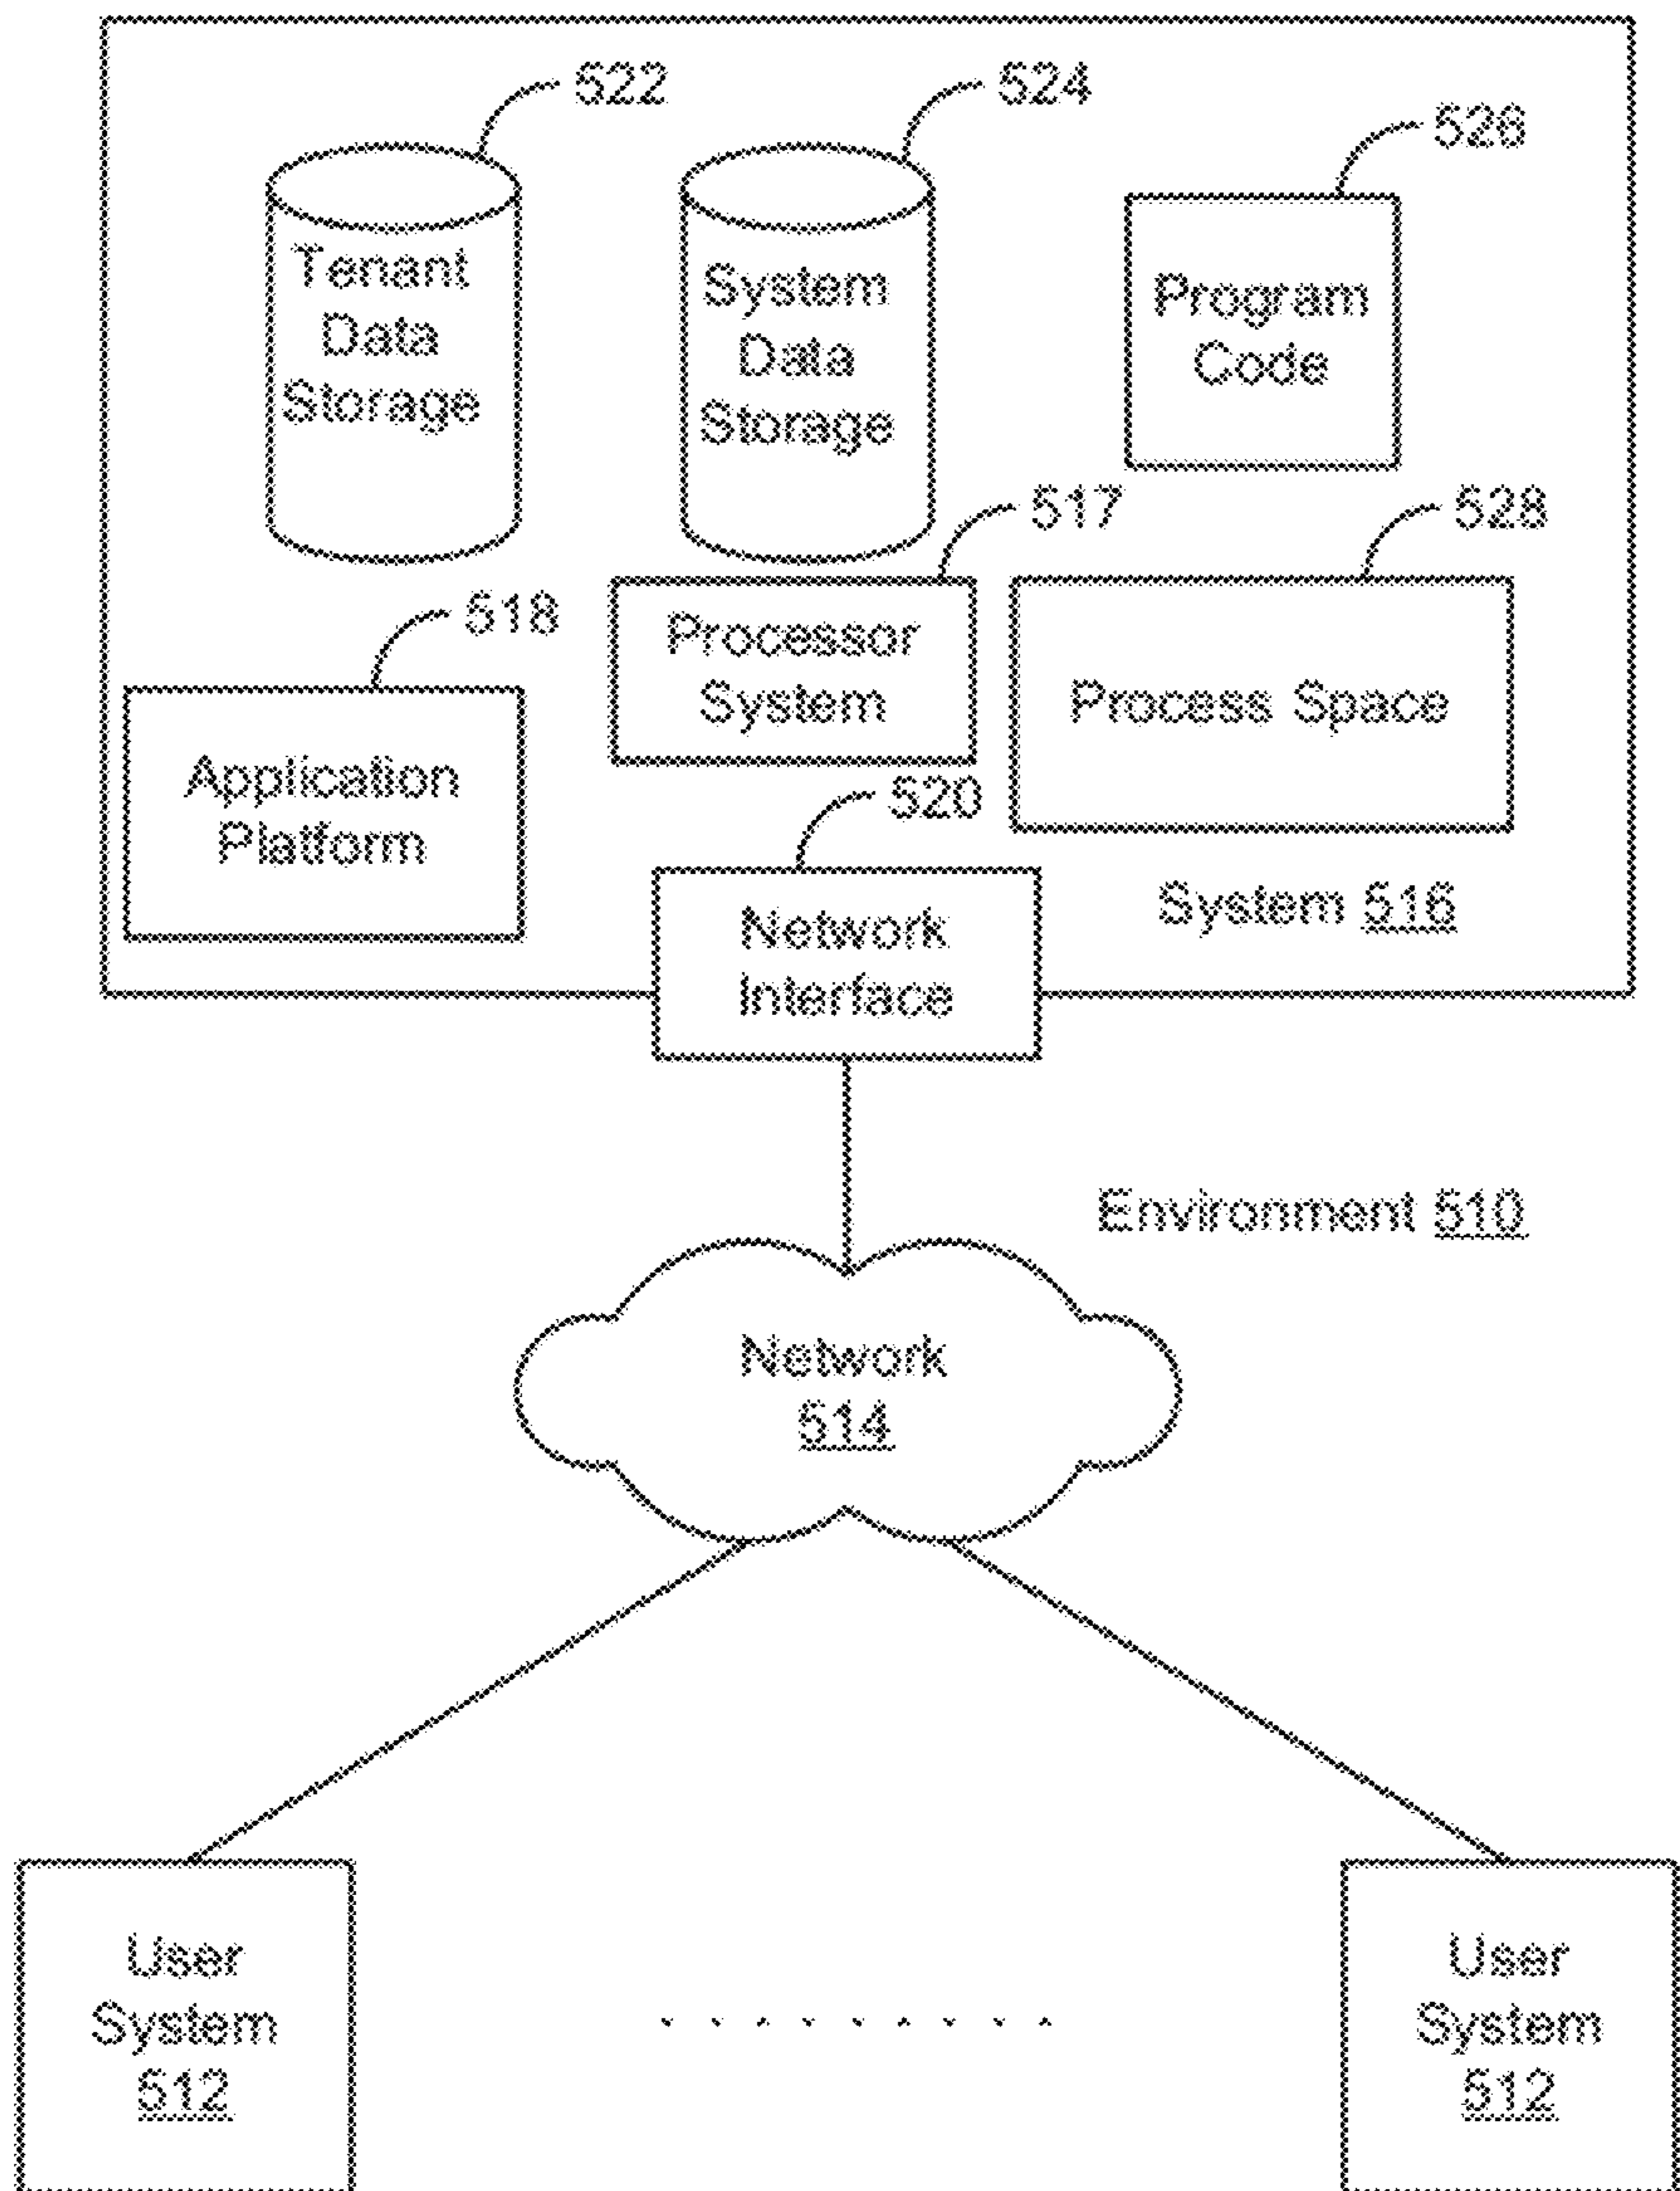 522
524
526
Tenant
Data
Storage
System
Data
Storage
Program
Code
517
528
518
Processor
System
Process Space
Application
Platform
520
System 516
Network
Interface
Environment 510
Network
514
User
System
512
. . . . . . . . .
User
System
512